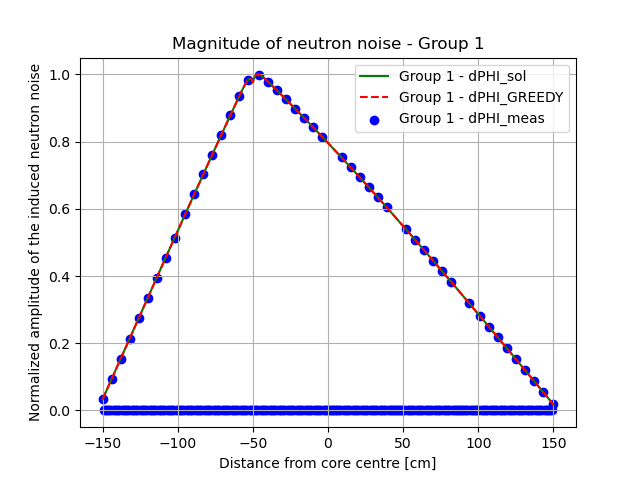 Magnitude of neutron noise - Group 1
Group 1 - dPHI_sol
Group 1 - dPHI_GREEDY
Group 1 - dPHI_meas
Normalized amplitude of the induced neutron noise
1.0
0.8
0.6
0.4
0.2
0.0
−150 −100 −50 0 50 100 150
Distance from core centre [cm]